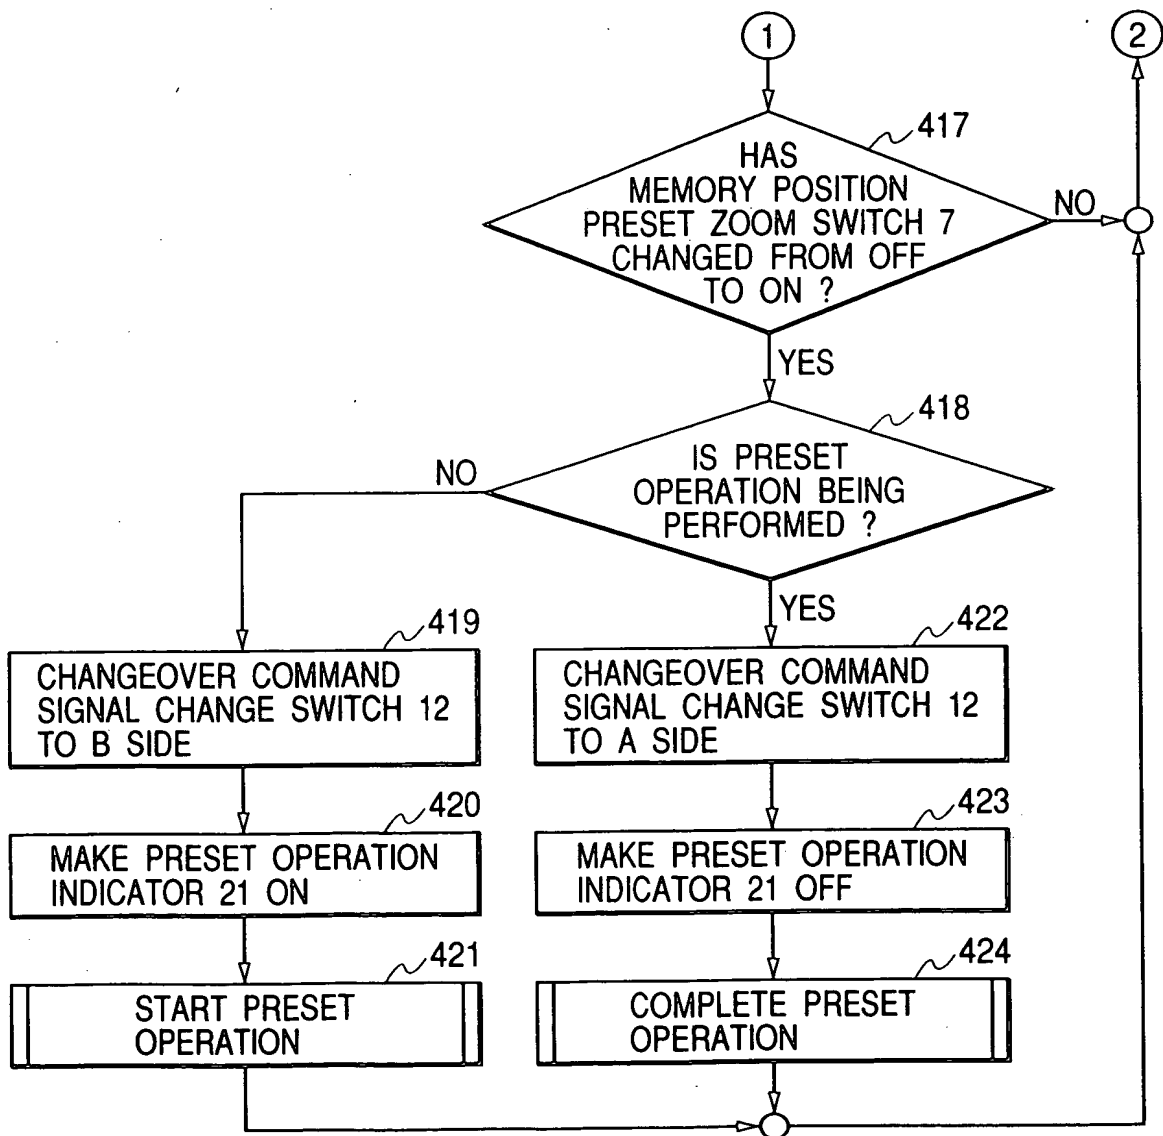 1
2
417
HAS
MEMORY POSITION
PRESET ZOOM SWITCH 7
CHANGED FROM OFF
TO ON ?
NO
YES
418
IS PRESET
OPERATION BEING
PERFORMED ?
NO
YES
419
CHANGEOVER COMMAND
SIGNAL CHANGE SWITCH 12
TO B SIDE
422
CHANGEOVER COMMAND
SIGNAL CHANGE SWITCH 12
TO A SIDE
420
MAKE PRESET OPERATION
INDICATOR 21 ON
423
MAKE PRESET OPERATION
INDICATOR 21 OFF
421
START PRESET
OPERATION
424
COMPLETE PRESET
OPERATION